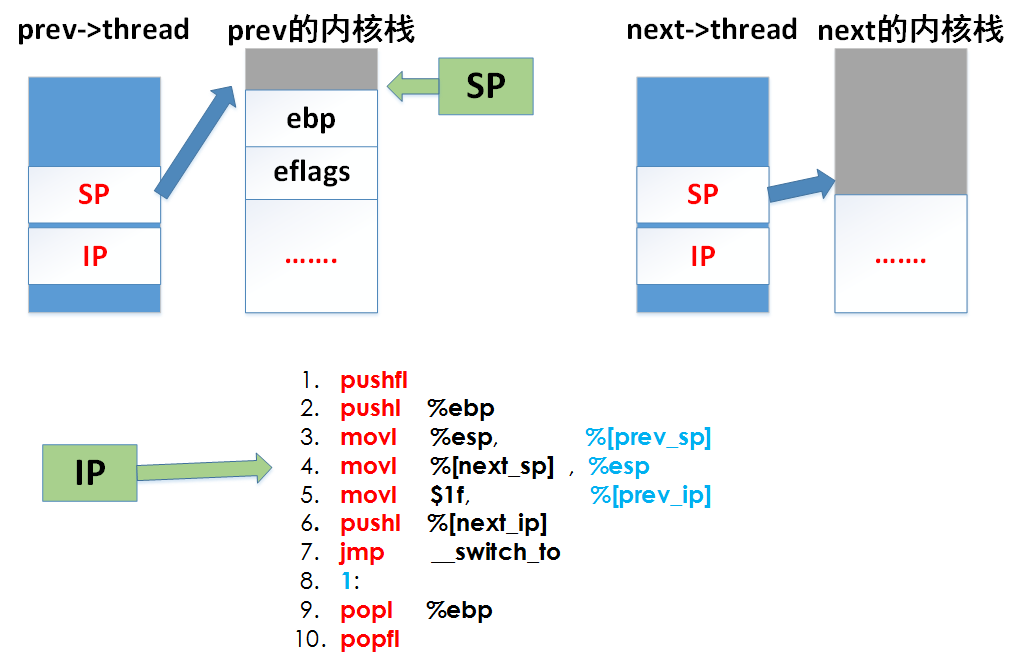 prev->thread prev的内核栈 next->thread next的内核栈
SP
ebp
eflags
SP
SP
IP
.......
IP
.......
1. pushfl
2. pushl %ebp
3. movl %esp, %[prev_sp]
4. movl %[next_sp] , %esp
IP
5. movl $1f, %[prev_ip]
6. pushl %[next_ip]
7. jmp __switch_to
8. 1:
9. popl %ebp
10. popfl